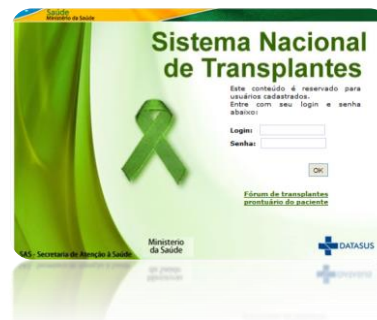 Saúde
Ministério da Saúde
Sistema Nacional
de Transplantes
Este conteúdo é reservado para
usuários cadastrados.
Entre com seu login e senha
abaixo:
Login:
Senha:
OK
Fórum de transplantes
prontuário do paciente
Ministerio
da Saúde
SAS - Secretaria de Atenção à Saúde
DATASUS